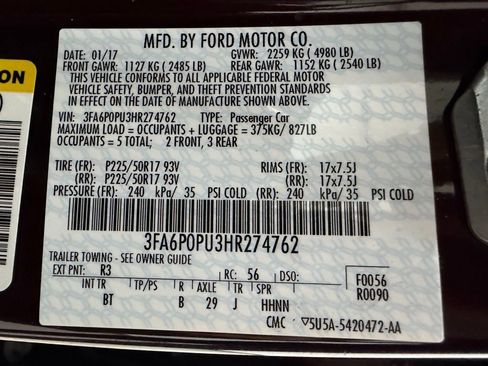 MFD. BY FORD MOTOR CO.
DATE: 01/17 GVWR: 2259 KG ( 4980 LB)
FRONT GAWR: 1127 KG ( 2485 LB) REAR GAWR: 1152 KG ( 2540 LB)
THIS VEHICLE CONFORMS TO ALL APPLICABLE FEDERAL MOTOR
VEHICLE SAFETY, BUMPER, AND THEFT PREVENTION STANDARDS
IN EFFECT ON THE DATE OF MANUFACTURE SHOWN ABOVE.
VIN: 3FA6P0PU3HR274762 TYPE: Passenger Car
MAXIMUM LOAD = OCCUPANTS + LUGGAGE = 375KG/ 827LB
OCCUPANTS = 5 TOTAL; 2 FRONT, 3 REAR
TIRE (FR): P225/50R17 93V RIMS (FR): 17x7.5J
(RR): P225/50R17 93V (RR): 17x7.5J
PRESSURE (FR): 240 kPa/ 35 PSI COLD (RR): 240 kPa/ 35 PSI COLD
3FA6P0PU3HR274762
TRAILER TOWING - SEE OWNER GUIDE
EXT PNT: R3 RC: 56 DSO: F0056
INT TR TP/PS R AXLE TR SPR R0090
BT B 29 J HHNN
CMC ▽5U5A-5420472-AA
ON